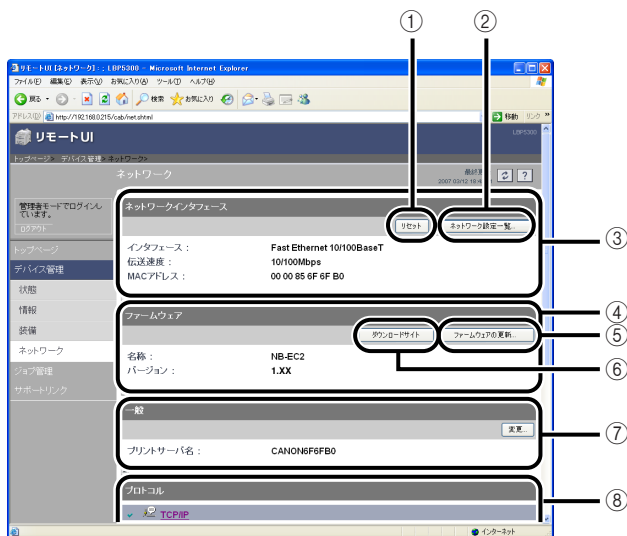 ① ②
リモートUI [ネットワーク] : : LBP5300 - Microsoft Internet Explorer
ファイル(F) 編集(E) 表示(V) お気に入り(A) ツール(T) ヘルプ(H)
戻る 検索 お気に入り
アドレス(D) http://192.168.0.215/cab/net.shtml 移動 リンク »
リモートUI LBP5300
トップページ> デバイス管理> ネットワーク>
ネットワーク
2007 03/12 18:4
管理者モードでログインしています。
ログアウト
トップページ
デバイス管理
状態
情報
装備
ネットワーク
ジョブ管理
サポートリンク
ネットワークインタフェース
リセット ネットワーク設定一覧...
インタフェース : Fast Ethernet 10/100BaseT
伝送速度 : 10/100Mbps
MACアドレス : 00 00 85 6F 6F B0
③
ファームウェア
④
ダウンロードサイト ファームウェアの更新...
⑤
名称 : NB-EC2
バージョン : 1.XX
⑥
一般
変更...
⑦
プリントサーバ名 : CANON6F6FB0
プロトコル
⑧
TCP/IP
インターネット